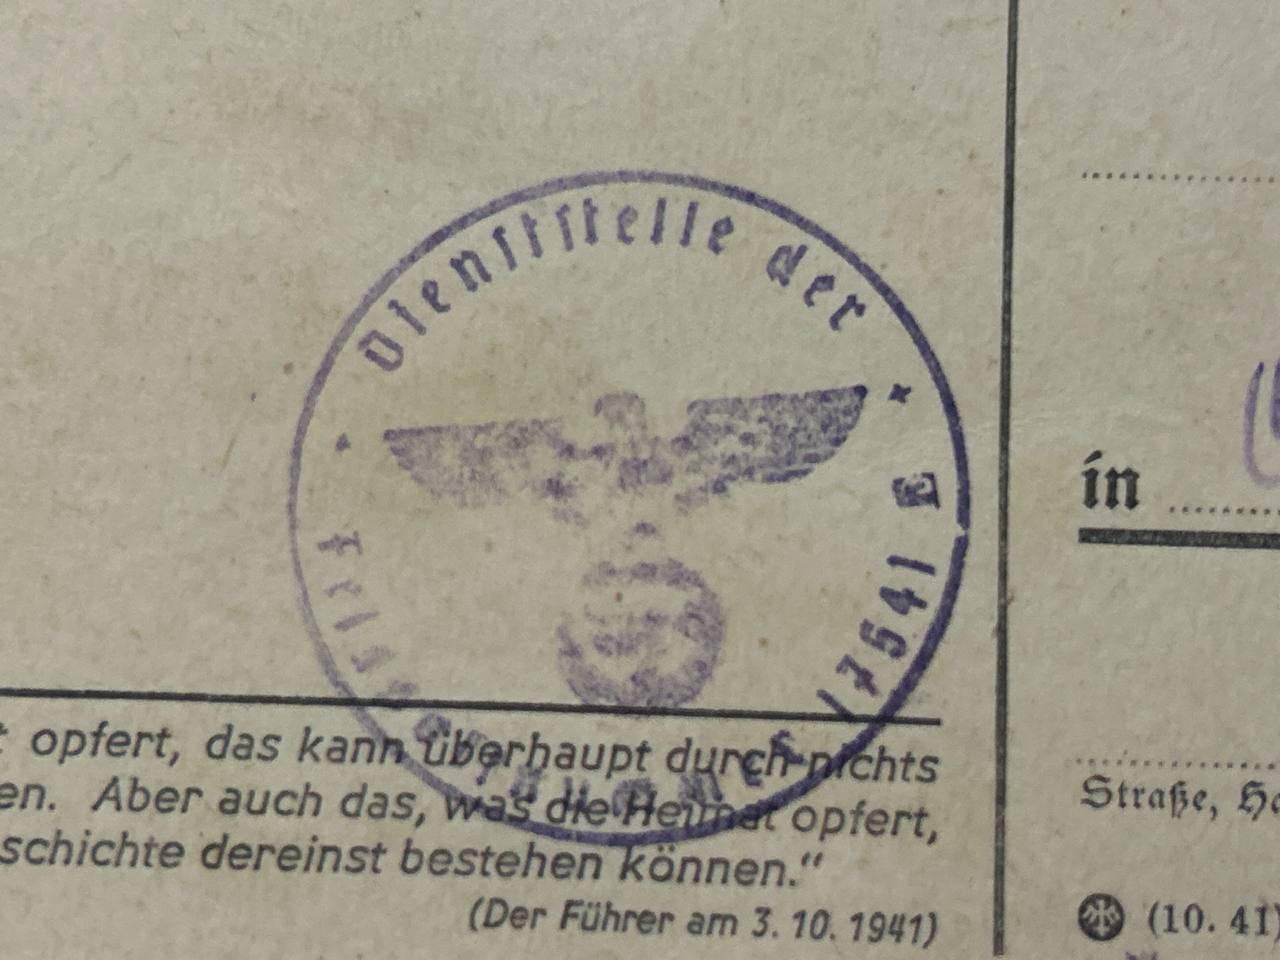 Dienststelle der
Feldpostnummer 17541 E
in
t opfert, das kann überhaupt durch nichts
en. Aber auch das, was die Heimat opfert,
schichte dereinst bestehen können.“
(Der Führer am 3. 10. 1941)
Straße, Ha
(10. 41)